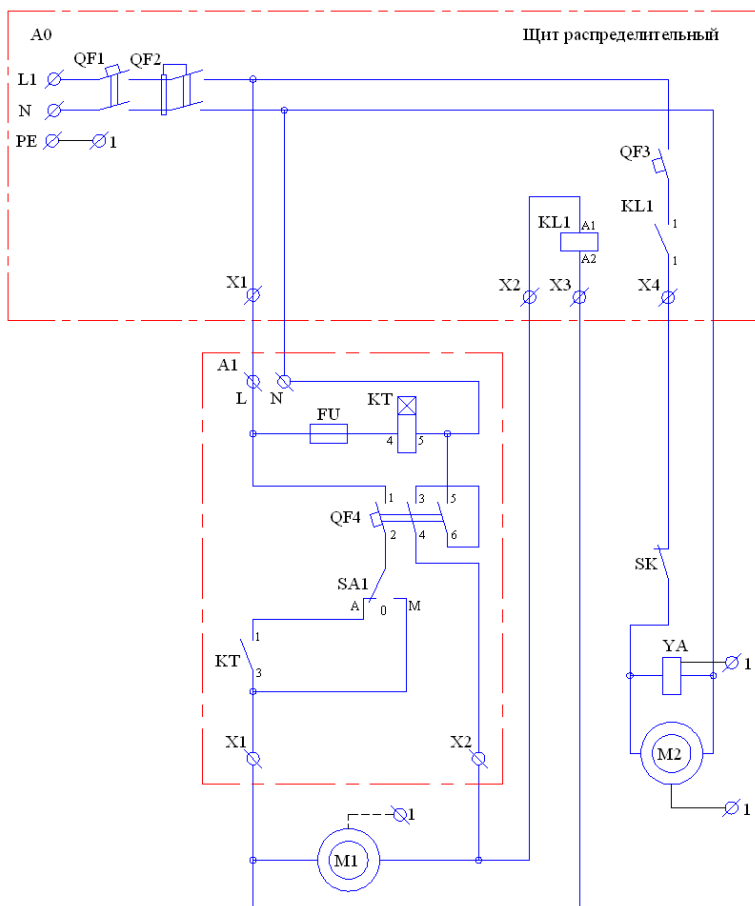 A0
Щит распределительный
QF1 QF2
L1
N
PE 1
QF3
KL1 1
1
KL1 A1
A2
X1 X2 X3 X4
A1
L N KT
FU
4 5
1 3 5
QF4
2 4 6
SK
SA1
A 0 M
1
KT
3
YA
1
X1 X2
M2
1
1
M1